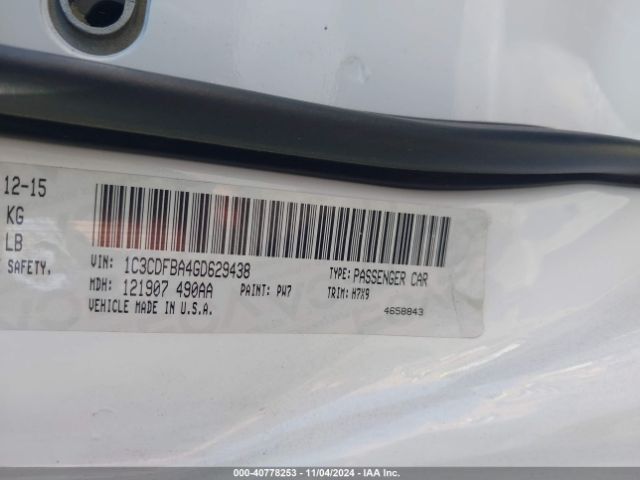 12-15
KG
LB
SAFETY.
VIN: 1C3CDFBA4GD629438
TYPE: PASSENGER CAR
MDH: 121907 490AA
PAINT: PW7
TRIM: H7X9
VEHICLE MADE IN U.S.A.
4658843
000-40778253 - 11/04/2024 - IAA Inc.